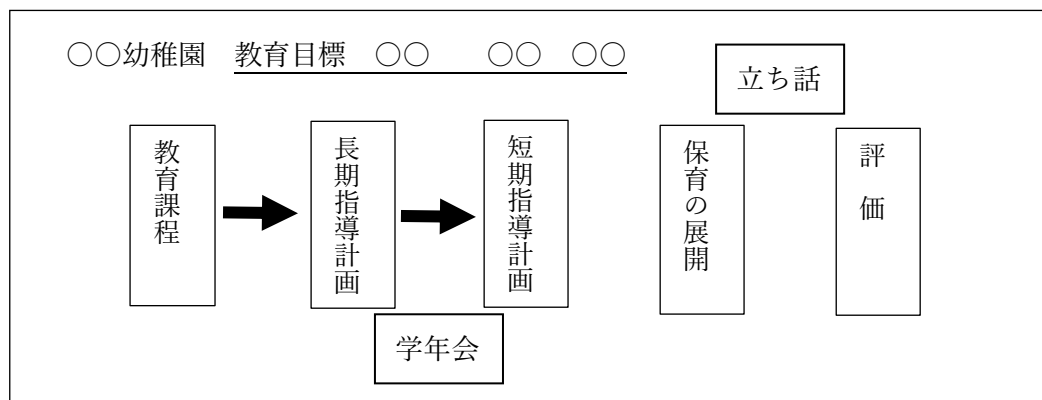 ○○幼稚園　教育目標　○○　　○○　○○
立ち話
教育課程
長期指導計画
短期指導計画
保育の展開
評価
学年会